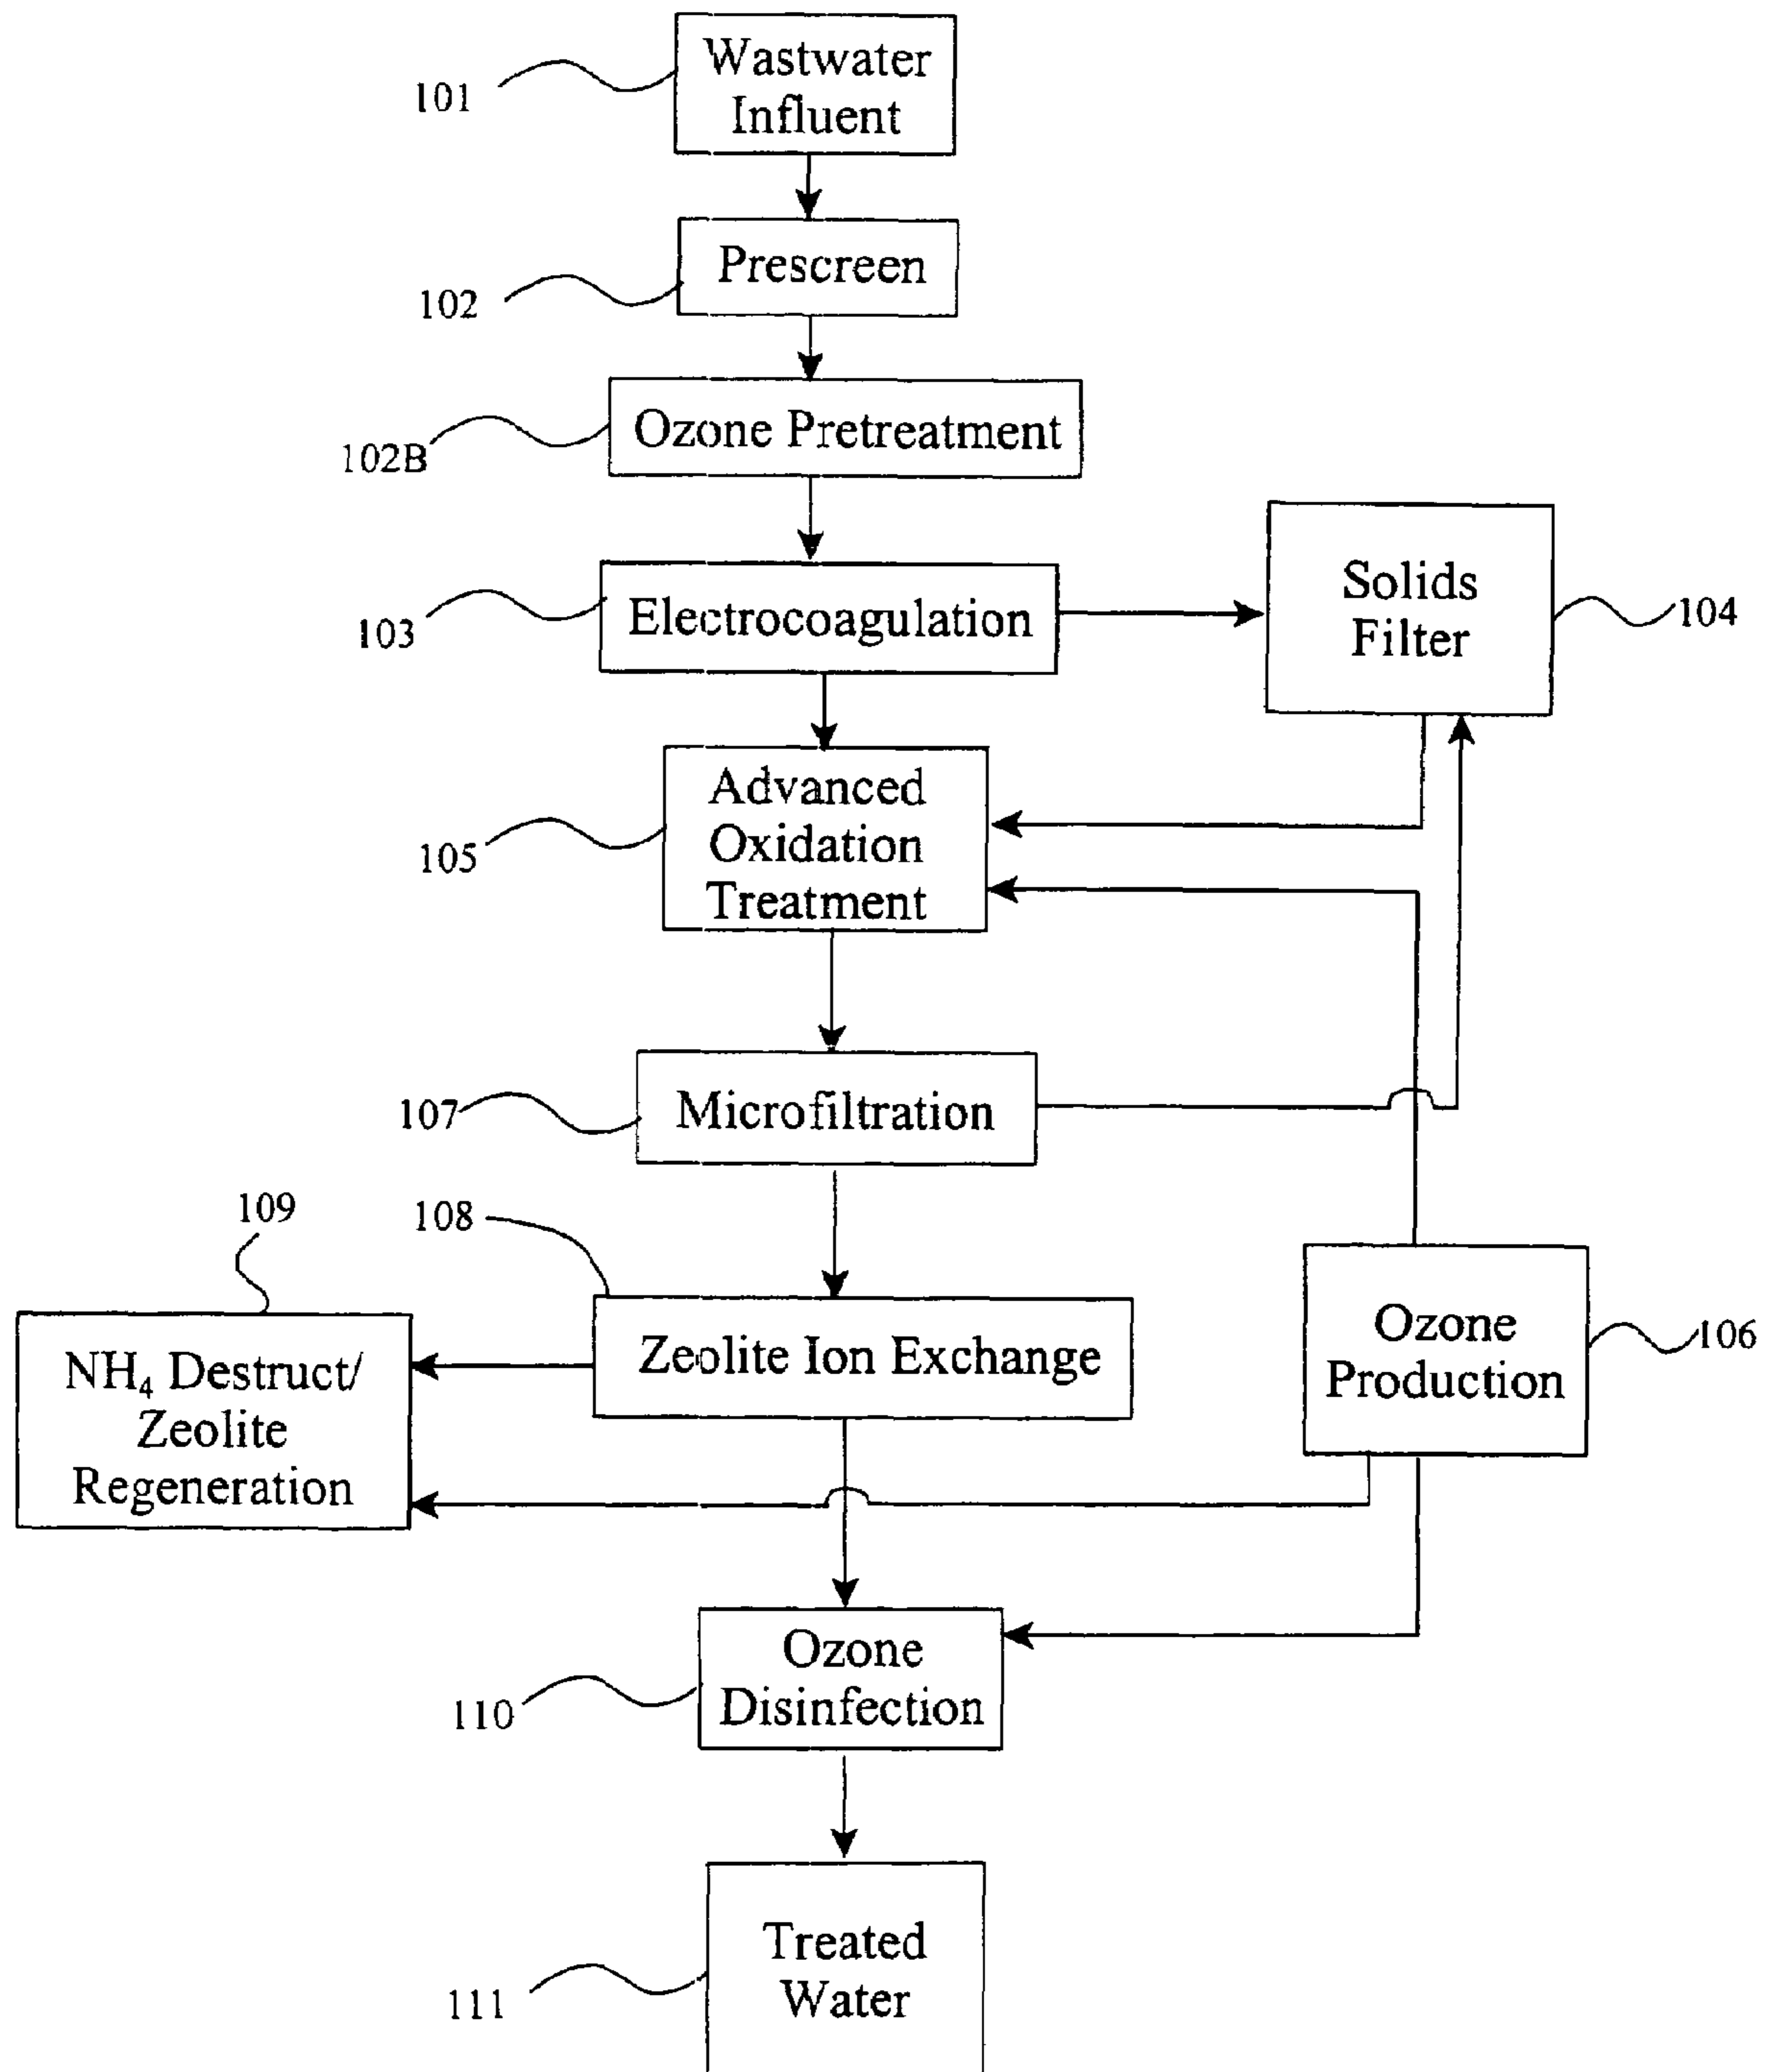 Wastwater
Influent
101
Prescreen
102
Ozone Pretreatment
102B
Electrocoagulation
103
Solids
Filter
104
Advanced
Oxidation
Treatment
105
Microfiltration
107
109
108
NH₄ Destruct/
Zeolite
Regeneration
Zeolite Ion Exchange
Ozone
Production
106
Ozone
Disinfection
110
Treated
Water
111